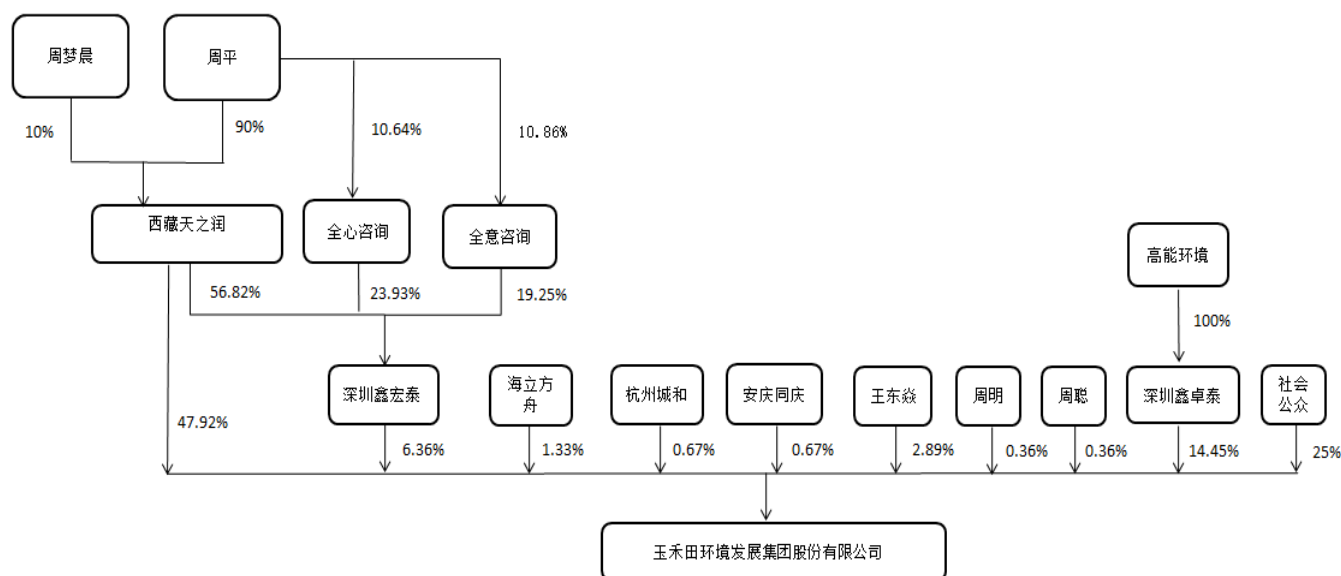 周梦晨
周平
10%
90%
10.64%
10.86%
西藏天之润
全心咨询
全意咨询
高能环境
56.82%
23.93%
19.25%
100%
深圳鑫宏泰
海立方
舟
杭州城和
安庆同庆
王东焱
周明
周聪
深圳鑫卓泰
社会
公众
47.92%
6.36%
1.33%
0.67%
0.67%
2.89%
0.36%
0.36%
14.45%
25%
玉禾田环境发展集团股份有限公司